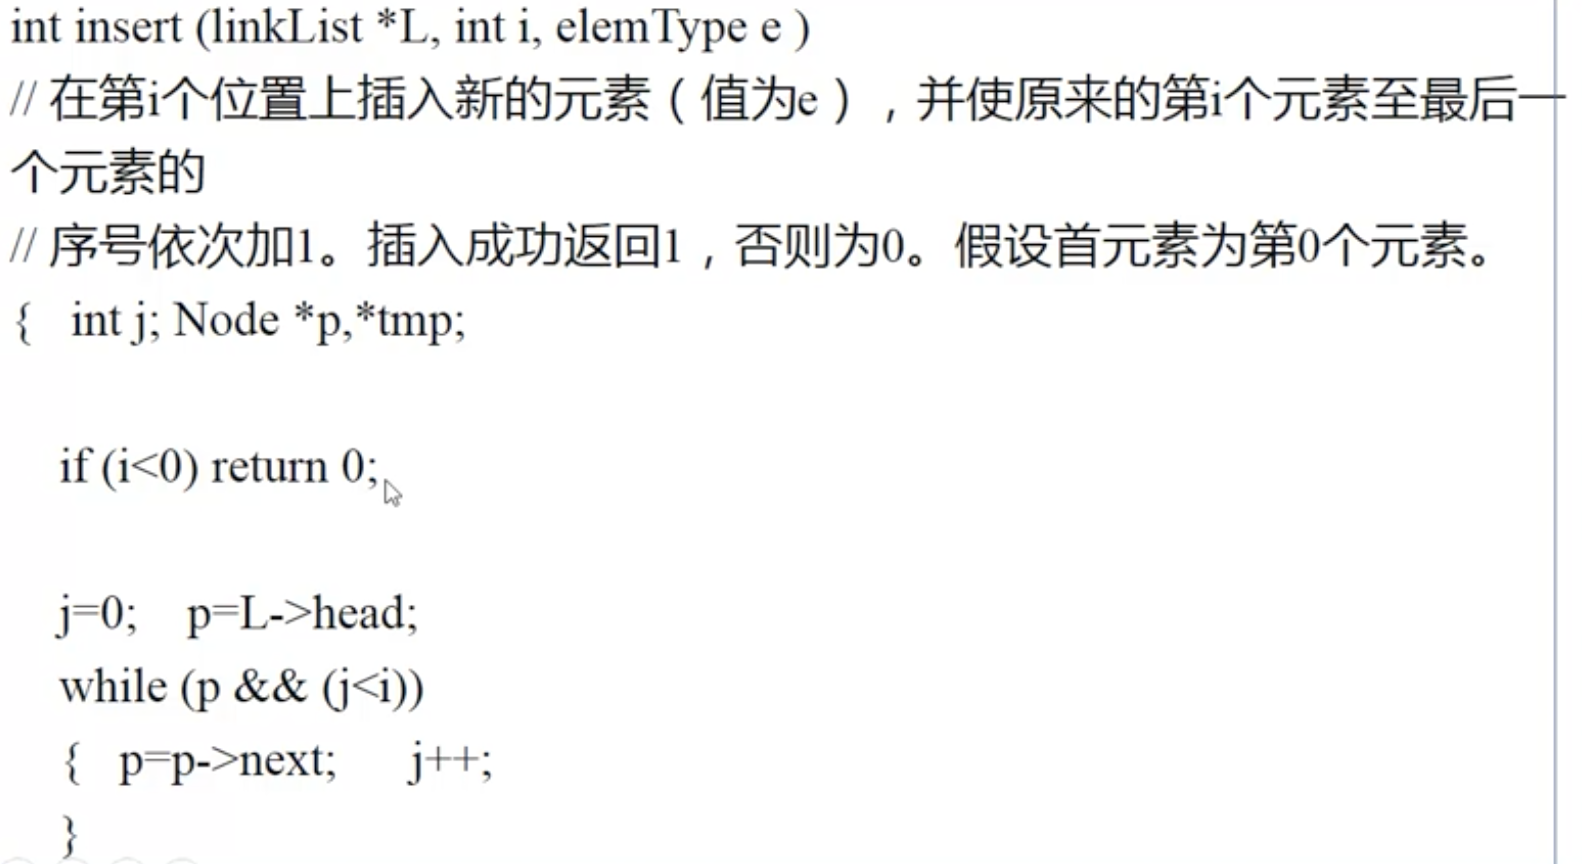 int insert (linkList *L, int i, elemType e )
// 在第i个位置上插入新的元素（值为e），并使原来的第i个元素至最后一
个元素的
// 序号依次加1。插入成功返回1，否则为0。假设首元素为第0个元素。
{ int j; Node *p,*tmp;
if (i<0) return 0;
j=0; p=L->head;
while (p && (j<i))
{ p=p->next; j++;
}